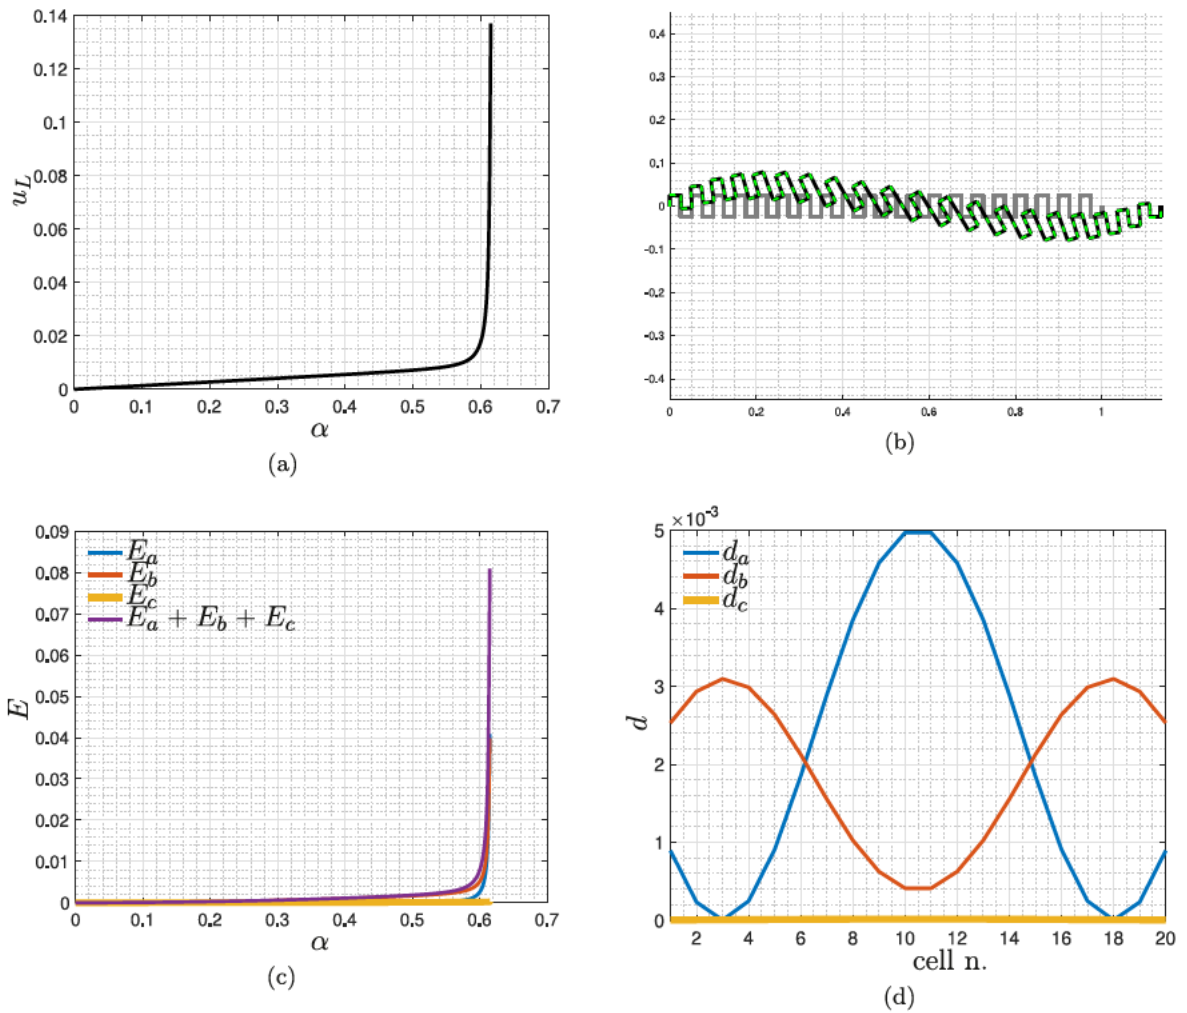 0.14
0.12
0.1
0.08
0.06
0.04
0.02
0
u_L
0 0.1 0.2 0.3 0.4 0.5 0.6 0.7
α
(a)
0.4
0.3
0.2
0.1
0
-0.1
-0.2
-0.3
-0.4
0 0.2 0.4 0.6 0.8 1
(b)
0.09
0.08
0.07
0.06
0.05
0.04
0.03
0.02
0.01
0
E
E_a
E_b
E_c
E_a + E_b + E_c
0 0.1 0.2 0.3 0.4 0.5 0.6 0.7
α
(c)
×10⁻³
5
4
3
2
1
0
d
d_a
d_b
d_c
2 4 6 8 10 12 14 16 18 20
cell n.
(d)